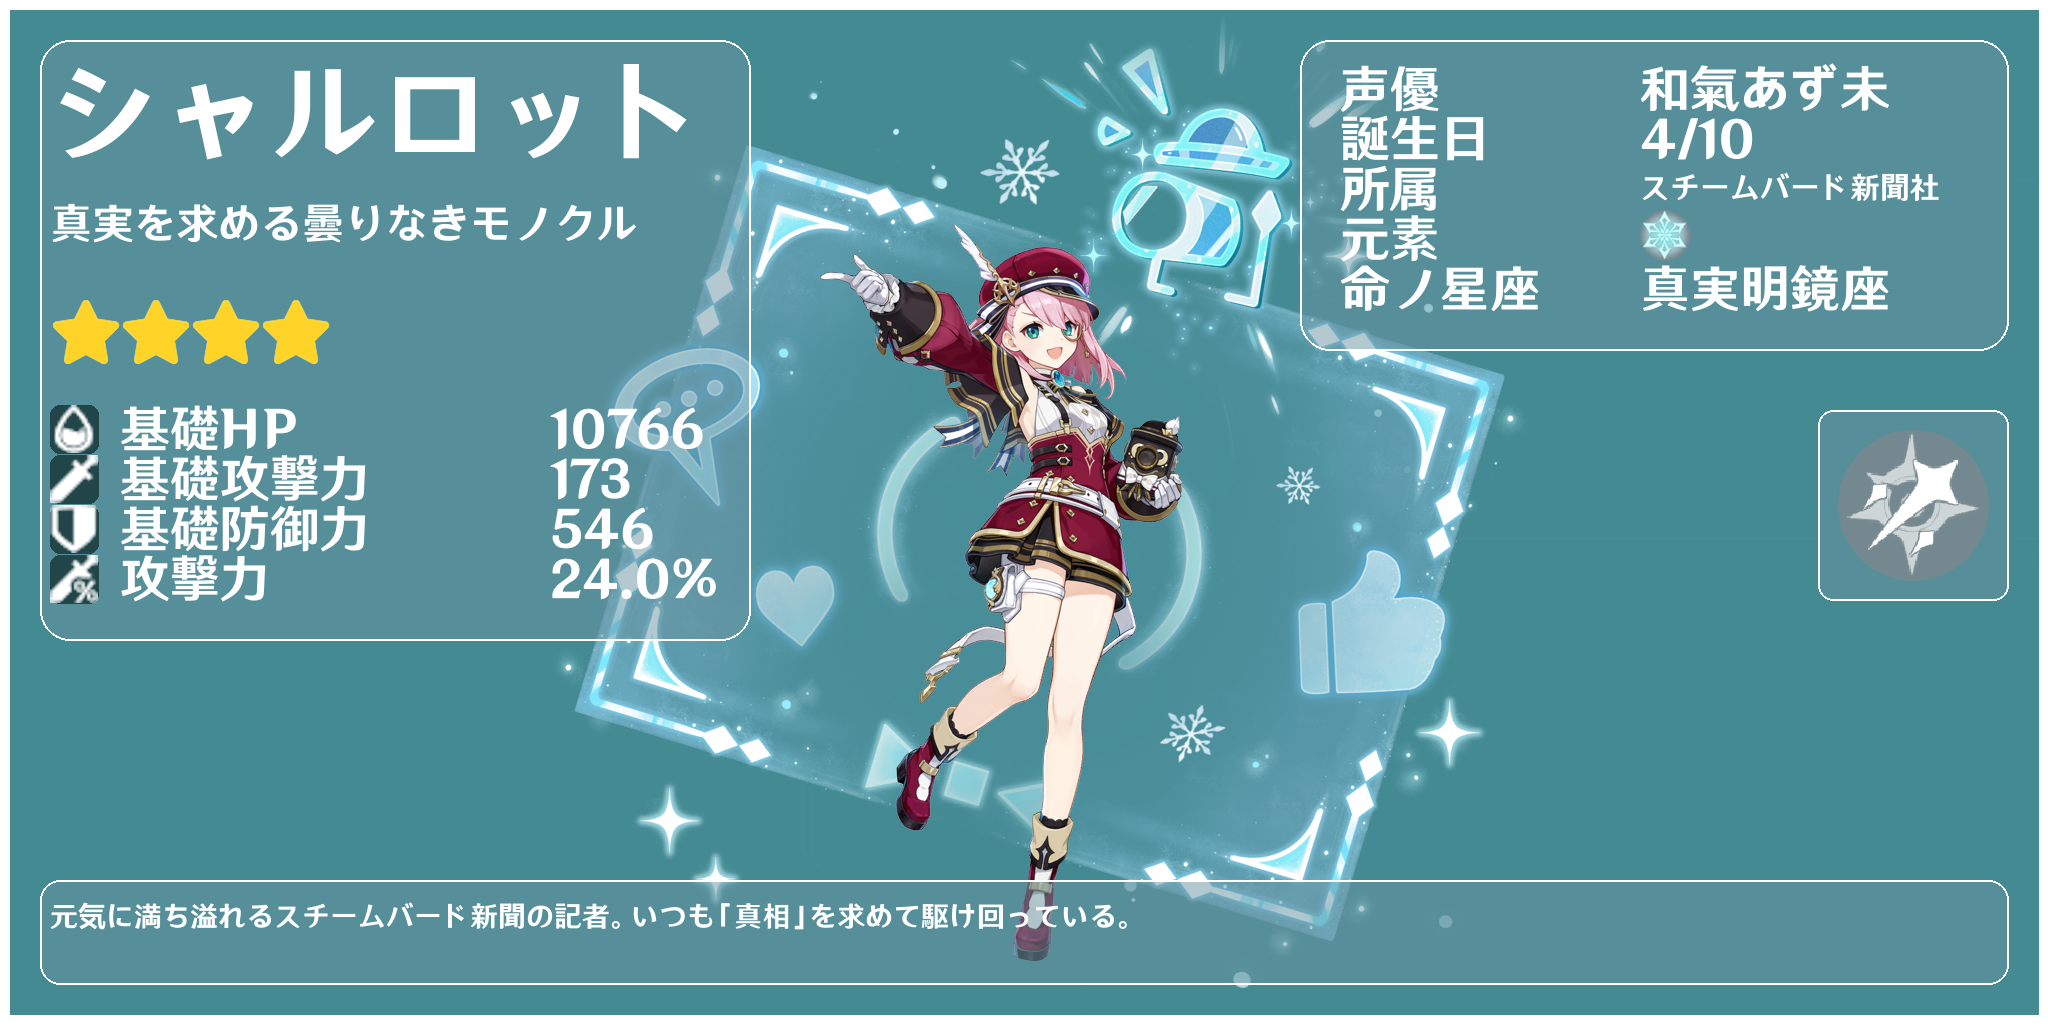 シャルロット
真実を求める曇りなきモノクル
基礎HP 10766
基礎攻撃力 173
基礎防御力 546
攻撃力 24.0%
声優 和氣あず未
誕生日 4/10
所属 スチームバード新聞社
元素
命ノ星座 真実明鏡座
元気に満ち溢れるスチームバード新聞の記者。いつも「真相」を求めて駆け回っている。